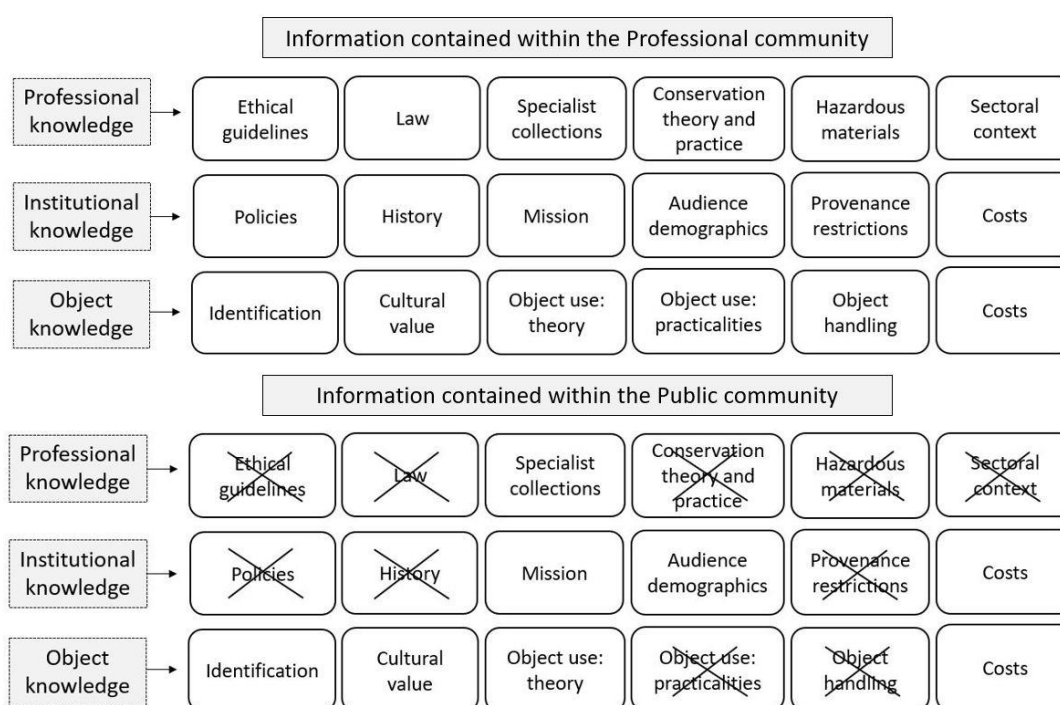 Information contained within the Professional community
Professional knowledge
Ethical guidelines
Law
Specialist collections
Conservation theory and practice
Hazardous materials
Sectoral context
Institutional knowledge
Policies
History
Mission
Audience demographics
Provenance restrictions
Costs
Object knowledge
Identification
Cultural value
Object use: theory
Object use: practicalities
Object handling
Costs
Information contained within the Public community
Professional knowledge
Ethical guidelines
Law
Specialist collections
Conservation theory and practice
Hazardous materials
Sectoral context
Institutional knowledge
Policies
History
Mission
Audience demographics
Provenance restrictions
Costs
Object knowledge
Identification
Cultural value
Object use: theory
Object use: practicalities
Object handling
Costs